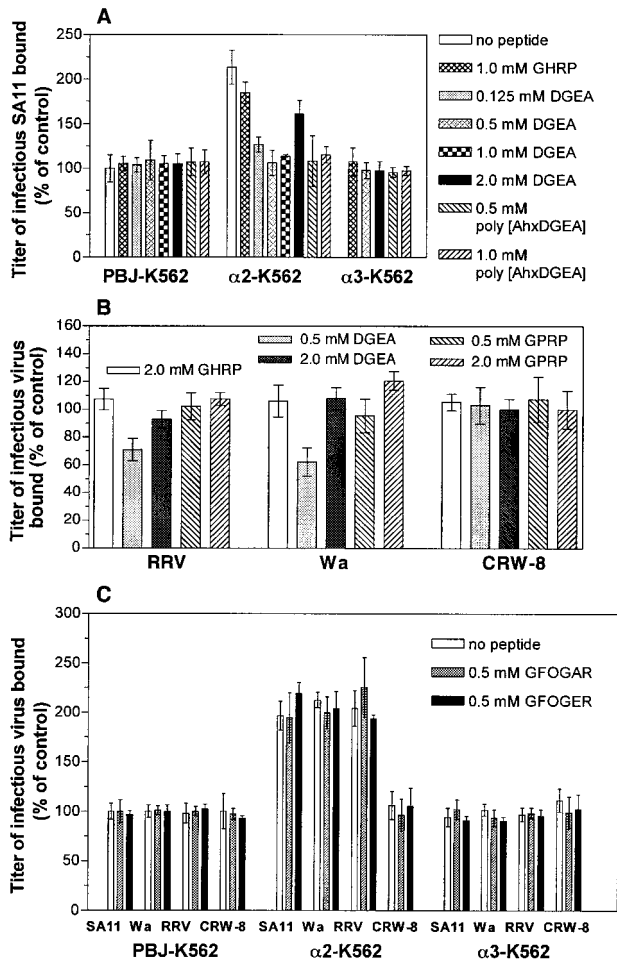 A
Titer of infectious SA11 bound
(% of control)
250
200
150
100
50
0
PBJ-K562
α2-K562
α3-K562
no peptide
1.0 mM GHRP
0.125 mM DGEA
0.5 mM DGEA
1.0 mM DGEA
2.0 mM DGEA
0.5 mM
poly [AhxDGEA]
1.0 mM
poly [AhxDGEA]
B
Titer of infectious virus
bound (% of control)
160
140
120
100
80
60
40
20
0
2.0 mM GHRP
0.5 mM DGEA
2.0 mM DGEA
0.5 mM GPRP
2.0 mM GPRP
RRV
Wa
CRW-8
C
Titer of infectious virus bound
(% of control)
300
250
200
150
100
50
0
no peptide
0.5 mM GFOGAR
0.5 mM GFOGER
SA11 Wa RRV CRW-8 SA11 Wa RRV CRW-8 SA11 Wa RRV CRW-8
PBJ-K562 α2-K562 α3-K562